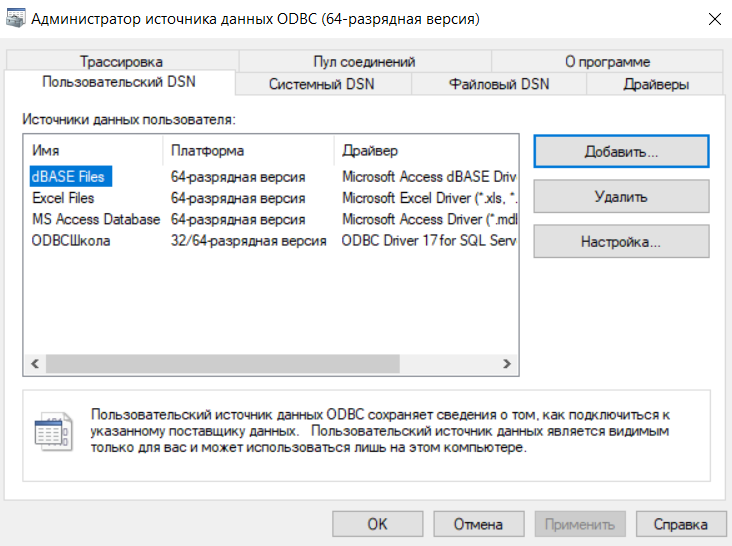 Администратор источника данных ODBC (64-разрядная версия)
Трассировка Пул соединений О программе
Пользовательский DSN Системный DSN Файловый DSN Драйверы
Источники данных пользователя:
Имя Платформа Драйвер
dBASE Files 64-разрядная версия Microsoft Access dBASE Driv
Excel Files 64-разрядная версия Microsoft Excel Driver (*.xls, *.
MS Access Database 64-разрядная версия Microsoft Access Driver (*.mdl
ODBCШкола 32/64-разрядная версия ODBC Driver 17 for SQL Serv
Добавить...
Удалить
Настройка...
Пользовательский источник данных ODBC сохраняет сведения о том, как подключиться к
указанному поставщику данных. Пользовательский источник данных является видимым
только для вас и может использоваться лишь на этом компьютере.
OK Отмена Применить Справка